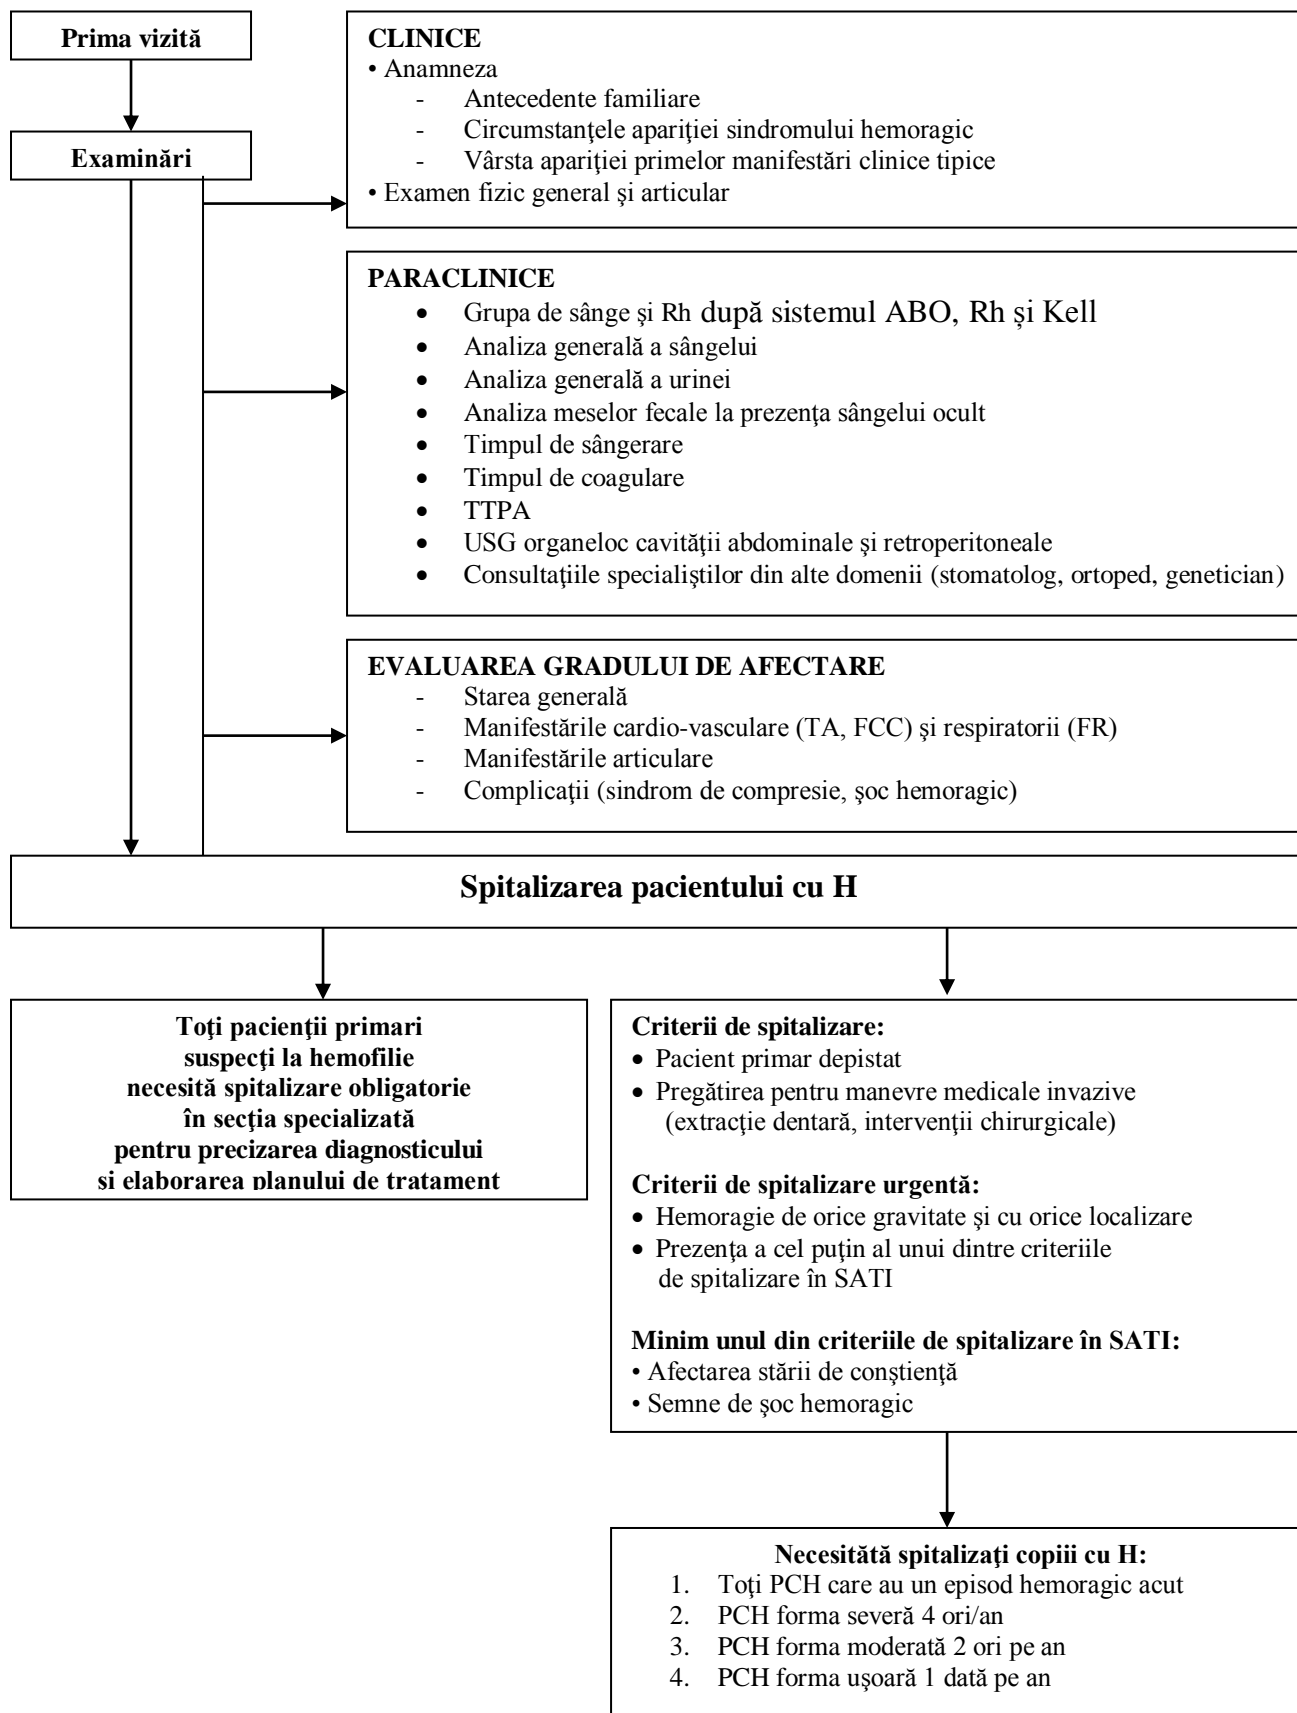 Prima vizită
Examinări
CLINICE
• Anamneza
- Antecedente familiare
- Circumstanţele apariţiei sindromului hemoragic
- Vârsta apariţiei primelor manifestări clinice tipice
• Examen fizic general şi articular
PARACLINICE
• Grupa de sânge şi Rh după sistemul ABO, Rh și Kell
• Analiza generală a sângelui
• Analiza generală a urinei
• Analiza meselor fecale la prezenţa sângelui ocult
• Timpul de sângerare
• Timpul de coagulare
• TTPA
• USG organeloc cavităţii abdominale şi retroperitoneale
• Consultaţiile specialiştilor din alte domenii (stomatolog, ortoped, genetician)
EVALUAREA GRADULUI DE AFECTARE
- Starea generală
- Manifestările cardio-vasculare (TA, FCC) şi respiratorii (FR)
- Manifestările articulare
- Complicaţii (sindrom de compresie, şoc hemoragic)
Spitalizarea pacientului cu H
Toţi pacienţii primari
suspecţi la hemofilie
necesită spitalizare obligatorie
în secţia specializată
pentru precizarea diagnosticului
si elaborarea planului de tratament
Criterii de spitalizare:
• Pacient primar depistat
• Pregătirea pentru manevre medicale invazive
(extracţie dentară, intervenţii chirurgicale)
Criterii de spitalizare urgentă:
• Hemoragie de orice gravitate şi cu orice localizare
• Prezenţa a cel puţin al unui dintre criteriile
de spitalizare în SATI
Minim unul din criteriile de spitalizare în SATI:
• Afectarea stării de conştienţă
• Semne de şoc hemoragic
Necesitătă spitalizaţi copiii cu H:
1. Toţi PCH care au un episod hemoragic acut
2. PCH forma severă 4 ori/an
3. PCH forma moderată 2 ori pe an
4. PCH forma uşoară 1 dată pe an